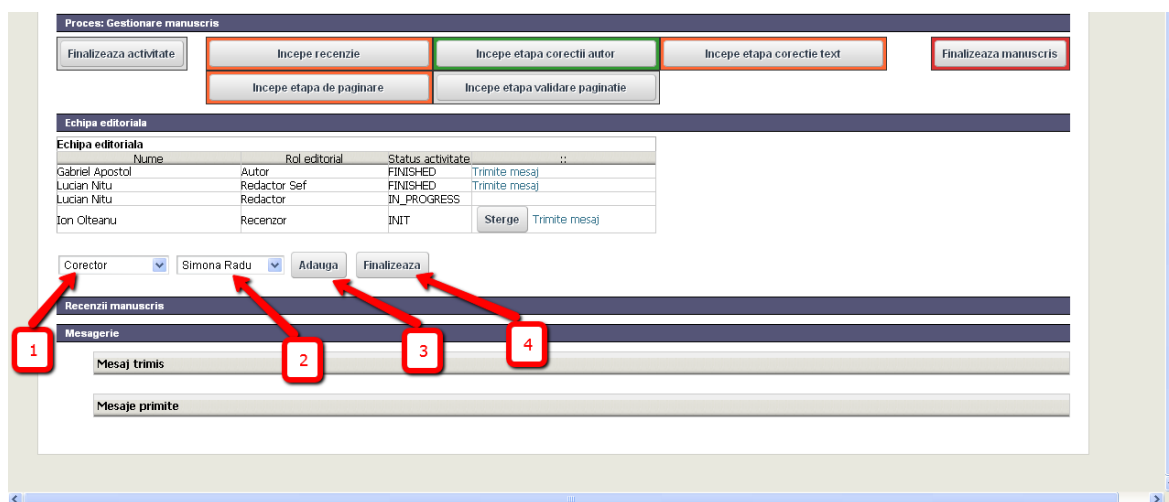 Proces: Gestionare manuscris
Finalizeaza activitate Incepe recenzie Incepe etapa corectii autor Incepe etapa corectie text Finalizeaza manuscris
Incepe etapa de paginare Incepe etapa validare paginatie
Echipa editoriala
Echipa editoriala
Nume Rol editorial Status activitate ::
Gabriel Apostol Autor FINISHED Trimite mesaj
Lucian Nitu Redactor Sef FINISHED Trimite mesaj
Lucian Nitu Redactor IN_PROGRESS
Ion Olteanu Recenzor INIT Sterge Trimite mesaj
Corector Simona Radu Adauga Finalizeaza
Recenzii manuscris
Mesagerie
1 2 3 4
Mesaj trimis
Mesaje primite